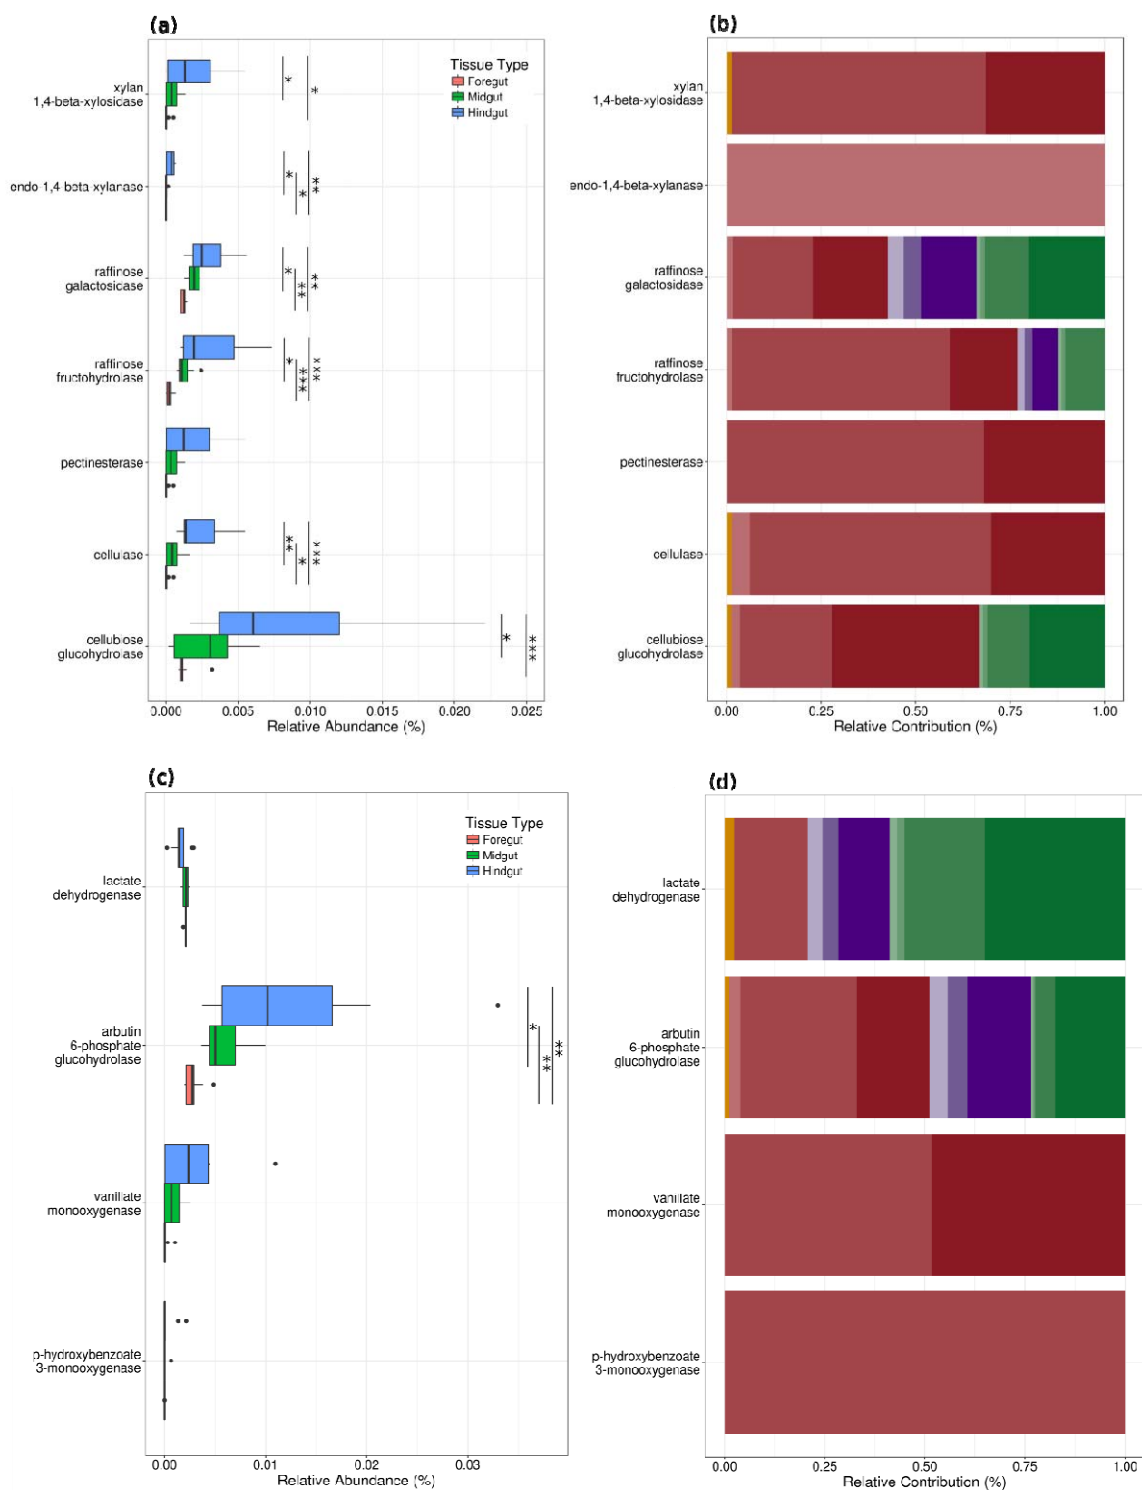 (a)
Tissue Type
Foregut
Midgut
Hindgut
xylan
1,4-beta-xylosidase
endo-1,4 beta xylanase
raffinose
galactosicase
raffinose
fructohydrolase
pectinesterase
cellulase
cellubiose
glucohydrolase
* *
* * **
* ** **
* *** ***
** * ***
* ***
0.000 0.005 0.010 0.015 0.020 0.025
Relative Abundance (%)
(b)
xylan
1,4-beta-xylosidase
endo-1,4-beta-xylanase
raffinose
galactosidase
raffinose
fructohydrolase
pectinesterase
cellulase
cellubiose
glucohydrolase
0.00 0.25 0.50 0.75 1.00
Relative Contribution (%)
(c)
Tissue Type
Foregut
Midgut
Hindgut
lactate
dehydrogenase
arbutin
6-phosphate
glucohydrolase
vanillate
monooxygenase
p-hydroxybenzoate
3-monooxygenase
* ** **
0.00 0.01 0.02 0.03
Relative Abundance (%)
(d)
lactate
dehydrogenase
arbutin
6-phosphate
glucohydrolase
vanillate
monooxygenase
p-hydroxybenzoate
3-monooxygenase
0.00 0.25 0.50 0.75 1.00
Relative Contribution (%)